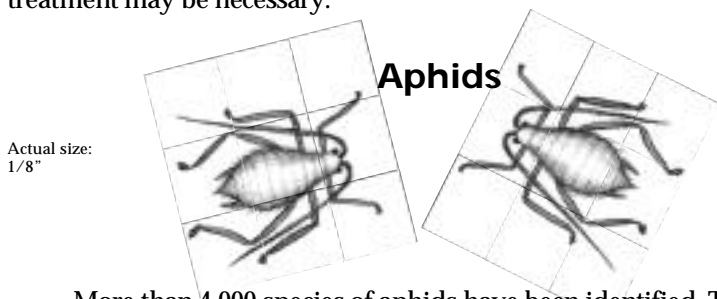 treatment may be necessary.
Aphids
Actual size:
1/8”
More than 4,000 species of aphids have been identified. T